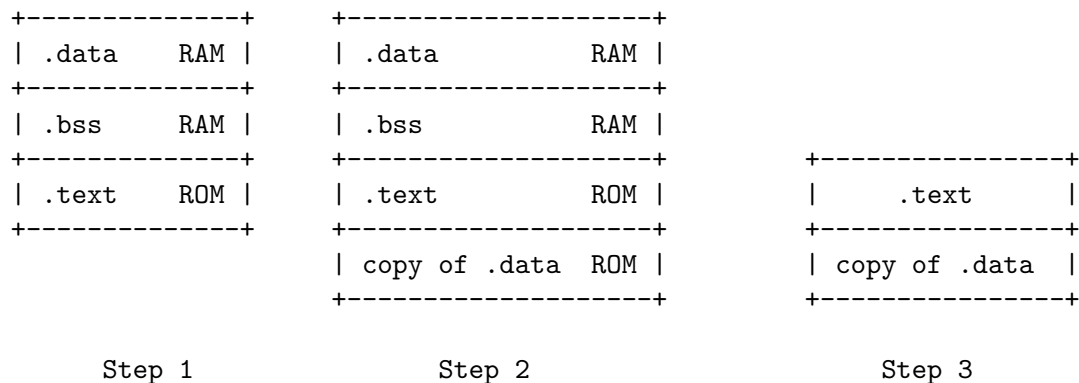 +--------------+     +--------------------+
| .data    RAM |     | .data          RAM |
+--------------+     +--------------------+
| .bss     RAM |     | .bss           RAM |
+--------------+     +--------------------+         +----------------+
| .text    ROM |     | .text          ROM |         |     .text      |
+--------------+     +--------------------+         +----------------+
                     | copy of .data  ROM |         | copy of .data  |
                     +--------------------+         +----------------+
      Step 1                Step 2                       Step 3